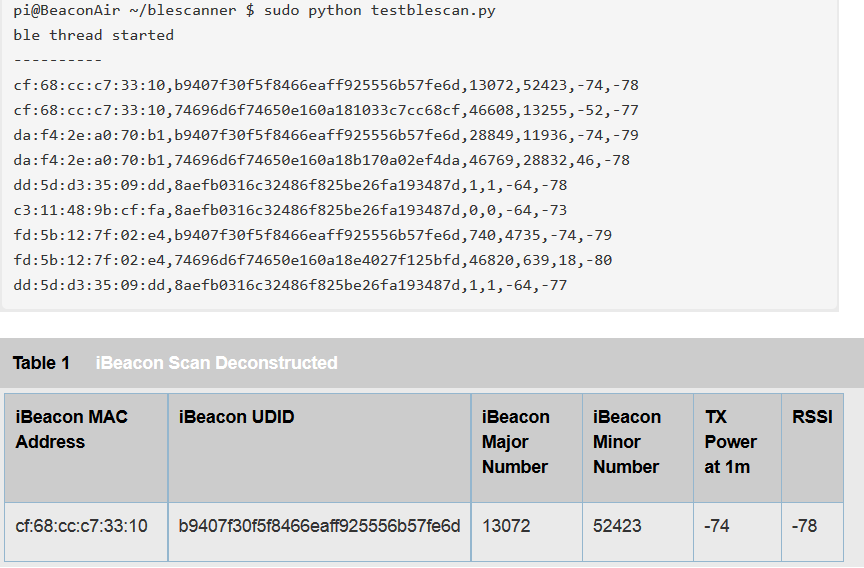 pi@BeaconAir ~/blescanner $ sudo python testblescan.py
ble thread started
----------
cf:68:cc:c7:33:10,b9407f30f5f8466eaff925556b57fe6d,13072,52423,-74,-78
cf:68:cc:c7:33:10,74696d6f74650e160a181033c7cc68cf,46608,13255,-52,-77
da:f4:2e:a0:70:b1,b9407f30f5f8466eaff925556b57fe6d,28849,11936,-74,-79
da:f4:2e:a0:70:b1,74696d6f74650e160a18b170a02ef4da,46769,28832,46,-78
dd:5d:d3:35:09:dd,8aefb0316c32486f825be26fa193487d,1,1,-64,-78
c3:11:48:9b:cf:fa,8aefb0316c32486f825be26fa193487d,0,0,-64,-73
fd:5b:12:7f:02:e4,b9407f30f5f8466eaff925556b57fe6d,740,4735,-74,-79
fd:5b:12:7f:02:e4,74696d6f74650e160a18e4027f125bfd,46820,639,18,-80
dd:5d:d3:35:09:dd,8aefb0316c32486f825be26fa193487d,1,1,-64,-77
Table 1 iBeacon Scan Deconstructed
iBeacon MAC Address
iBeacon UDID
iBeacon Major Number
iBeacon Minor Number
TX Power at 1m
RSSI
cf:68:cc:c7:33:10 b9407f30f5f8466eaff925556b57fe6d 13072 52423 -74 -78